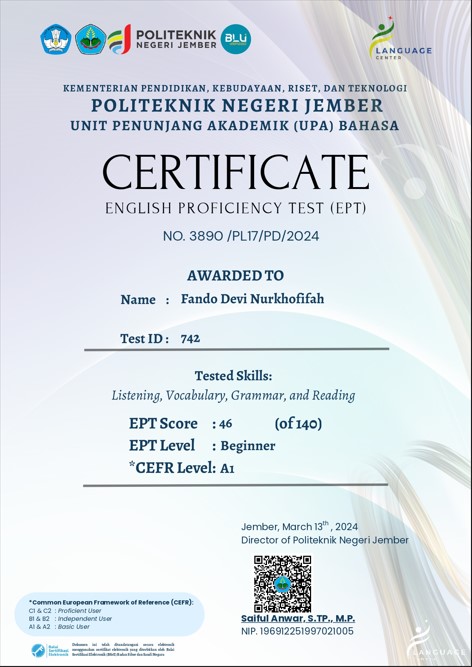 POLITEKNIK
NEGERI JEMBER
BLU
LANGUAGE
CENTER
KEMENTERIAN PENDIDIKAN, KEBUDAYAAN, RISET, DAN TEKNOLOGI
POLITEKNIK NEGERI JEMBER
UNIT PENUNJANG AKADEMIK (UPA) BAHASA
CERTIFICATE
ENGLISH PROFICIENCY TEST (EPT)
NO. 3890 /PL17/PD/2024
AWARDED TO
Name : Fando Devi Nurkhofifah
Test ID : 742
Tested Skills:
Listening, Vocabulary, Grammar, and Reading
EPT Score : 46 (of 140)
EPT Level : Beginner
*CEFR Level: A1
Jember, March 13th , 2024
Director of Politeknik Negeri Jember
Saiful Anwar, S.TP., M.P.
NIP. 196912251997021005
*Common European Framework of Reference (CEFR):
C1 & C2 : Proficient User
B1 & B2 : Independent User
A1 & A2 : Basic User
Balai
Sertifikasi
Elektronik
LANGUAGE